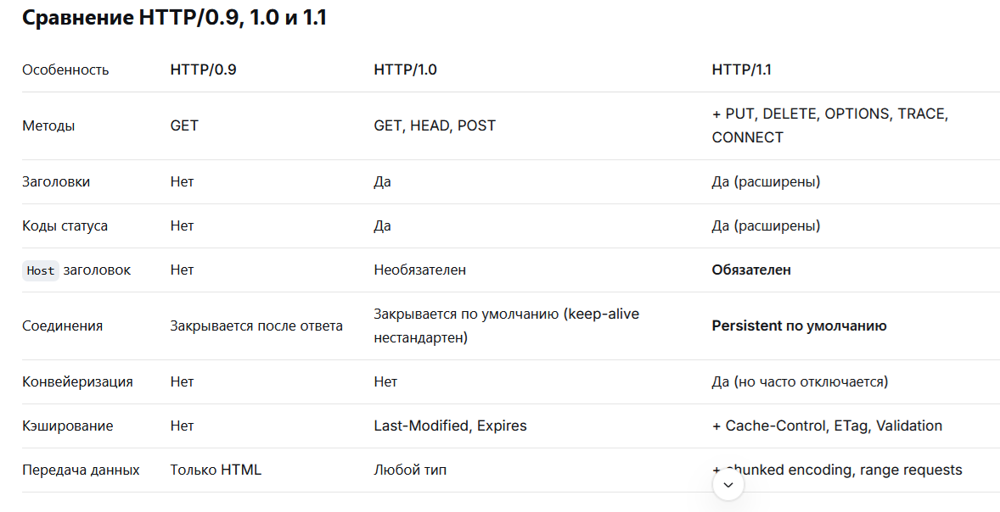 Сравнение HTTP/0.9, 1.0 и 1.1
Особенность HTTP/0.9 HTTP/1.0 HTTP/1.1
Методы GET GET, HEAD, POST + PUT, DELETE, OPTIONS, TRACE,
CONNECT
Заголовки Нет Да Да (расширены)
Коды статуса Нет Да Да (расширены)
Host заголовок Нет Необязателен Обязателен
Соединения Закрывается после ответа Закрывается по умолчанию (keep-alive
нестандартен) Persistent по умолчанию
Конвейеризация Нет Нет Да (но часто отключается)
Кэширование Нет Last-Modified, Expires + Cache-Control, ETag, Validation
Передача данных Только HTML Любой тип + chunked encoding, range requests